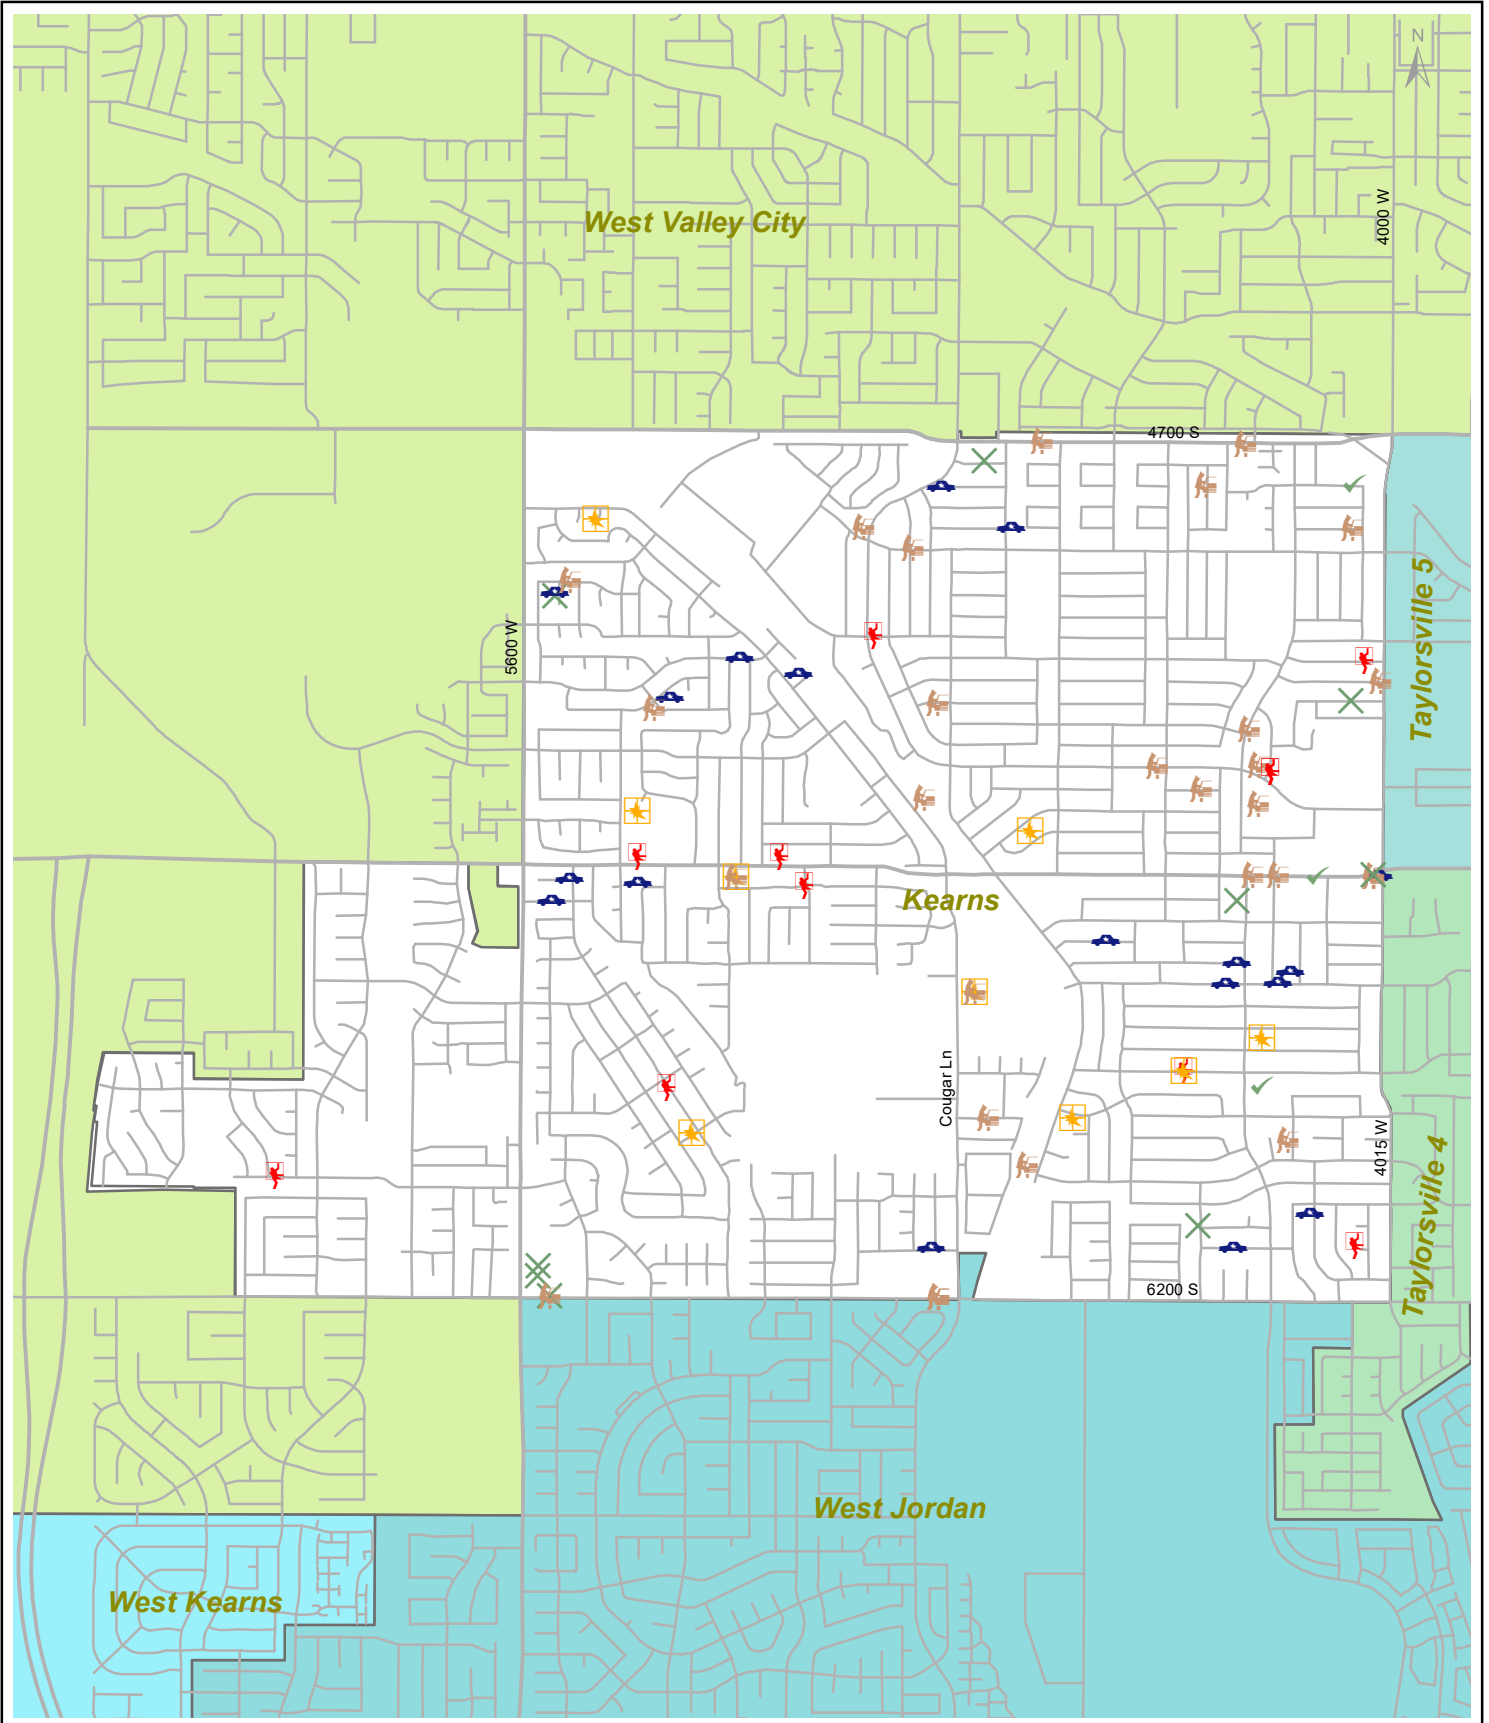 N
West Valley City
4000 W
4700 S
Taylorsville 5
5600 W
Kearns
Cougar Ln
4015 W
Taylorsville 4
6200 S
West Jordan
West Kearns